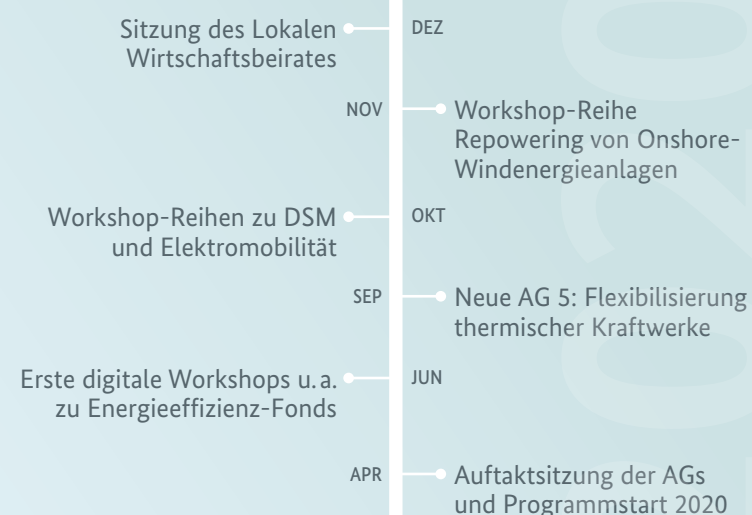 Sitzung des Lokalen
Wirtschaftsbeirates
DEZ
NOV
Workshop-Reihe
Repowering von Onshore-
Windenergieanlagen
Workshop-Reihen zu DSM
und Elektromobilität
OKT
SEP
Neue AG 5: Flexibilisierung
thermischer Kraftwerke
Erste digitale Workshops u. a.
zu Energieeffizienz-Fonds
JUN
APR
Auftaktsitzung der AGs
und Programmstart 2020